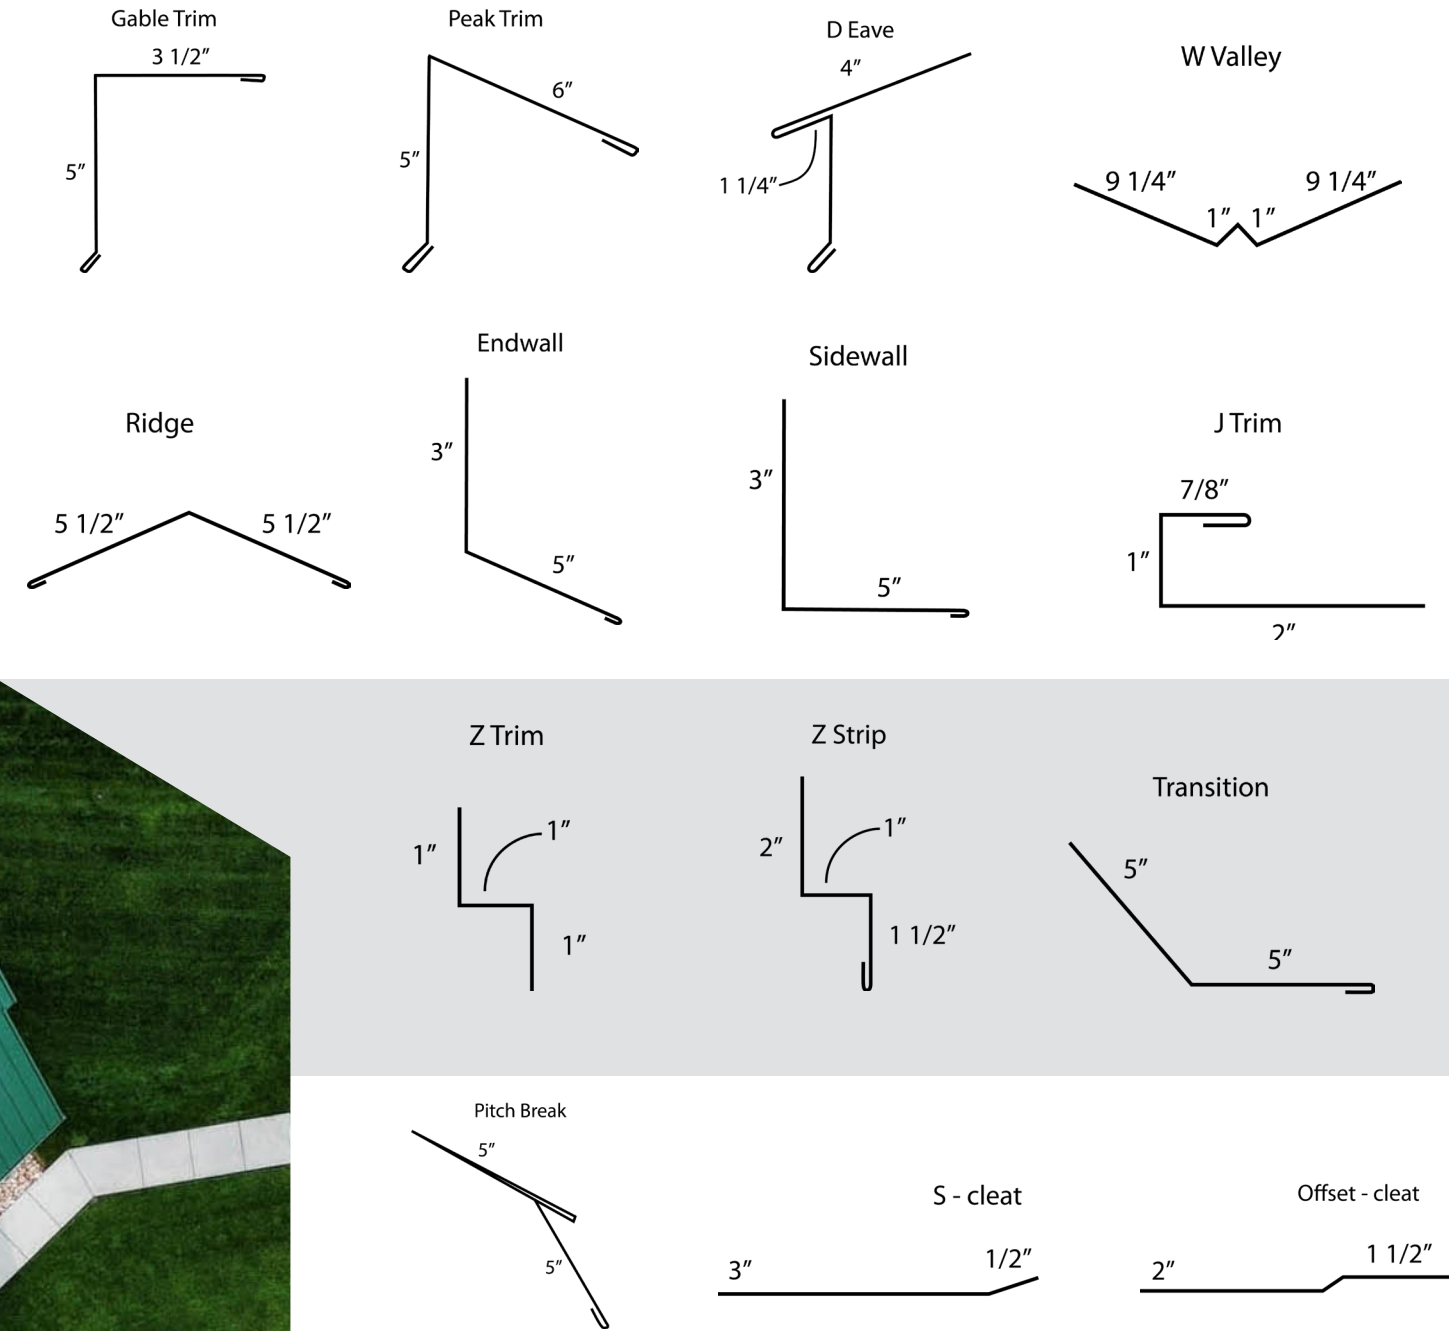 Gable Trim
3 1/2”
5”
Peak Trim
6”
5”
D Eave
4”
1 1/4”
W Valley
9 1/4”
9 1/4”
1”
1”
Ridge
5 1/2”
5 1/2”
Endwall
3”
5”
Sidewall
3”
5”
J Trim
7/8”
1”
2”
Z Trim
1”
1”
1”
Z Strip
2”
1”
1 1/2”
Transition
5”
5”
Pitch Break
5”
5”
S - cleat
3”
1/2”
Offset - cleat
2”
1 1/2”